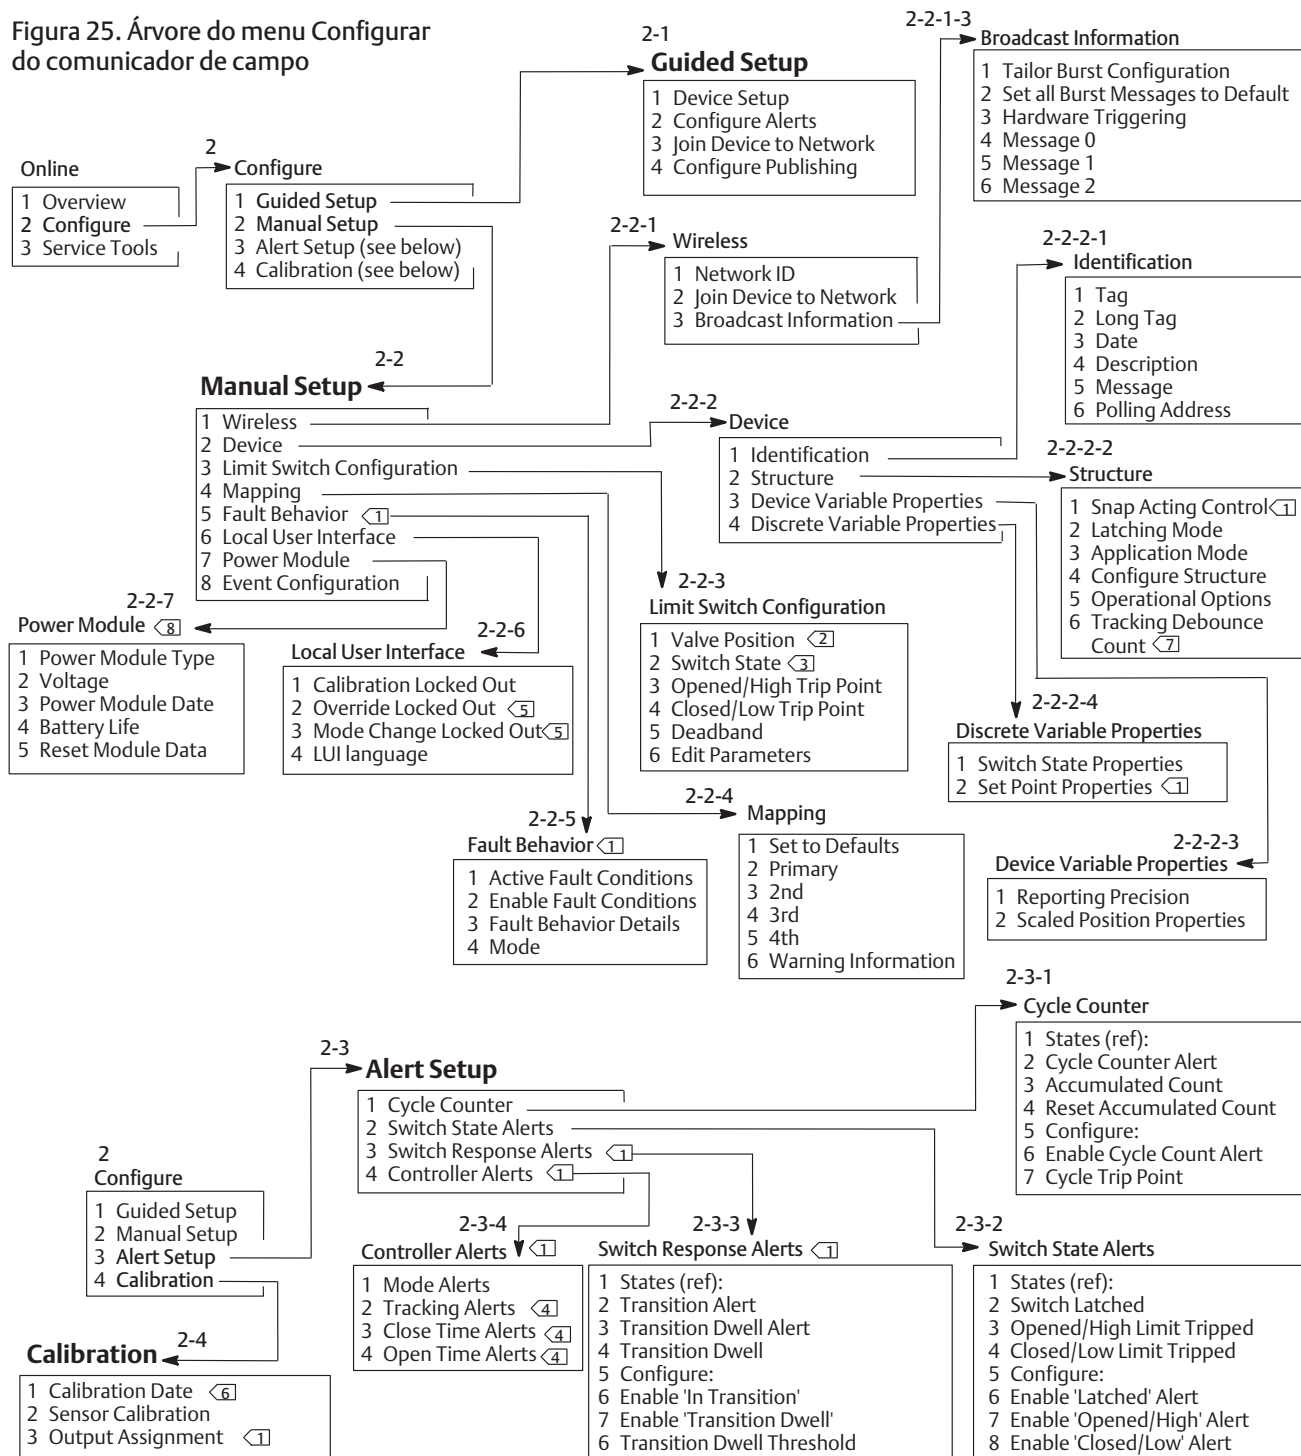 Figura 25. Árvore do menu Configurar
do comunicador de campo
Online
1 Overview
2 Configure
3 Service Tools
2
Configure
1 Guided Setup
2 Manual Setup
3 Alert Setup (see below)
4 Calibration (see below)
2-1
Guided Setup
1 Device Setup
2 Configure Alerts
3 Join Device to Network
4 Configure Publishing
2-2-1-3
Broadcast Information
1 Tailor Burst Configuration
2 Set all Burst Messages to Default
3 Hardware Triggering
4 Message 0
5 Message 1
6 Message 2
2-2-1
Wireless
1 Network ID
2 Join Device to Network
3 Broadcast Information
2-2-2-1
Identification
1 Tag
2 Long Tag
3 Date
4 Description
5 Message
6 Polling Address
2-2
Manual Setup
1 Wireless
2 Device
3 Limit Switch Configuration
4 Mapping
5 Fault Behavior 1
6 Local User Interface
7 Power Module
8 Event Configuration
2-2-2
Device
1 Identification
2 Structure
3 Device Variable Properties
4 Discrete Variable Properties
2-2-2-2
Structure
1 Snap Acting Control 1
2 Latching Mode
3 Application Mode
4 Configure Structure
5 Operational Options
6 Tracking Debounce
Count 7
2-2-7
Power Module 8
1 Power Module Type
2 Voltage
3 Power Module Date
4 Battery Life
5 Reset Module Data
2-2-6
Local User Interface
1 Calibration Locked Out
2 Override Locked Out 5
3 Mode Change Locked Out 5
4 LUI language
2-2-3
Limit Switch Configuration
1 Valve Position 2
2 Switch State 3
3 Opened/High Trip Point
4 Closed/Low Trip Point
5 Deadband
6 Edit Parameters
2-2-2-4
Discrete Variable Properties
1 Switch State Properties
2 Set Point Properties 1
2-2-5
Fault Behavior 1
1 Active Fault Conditions
2 Enable Fault Conditions
3 Fault Behavior Details
4 Mode
2-2-4
Mapping
1 Set to Defaults
2 Primary
3 2nd
4 3rd
5 4th
6 Warning Information
2-2-2-3
Device Variable Properties
1 Reporting Precision
2 Scaled Position Properties
2-3
Alert Setup
1 Cycle Counter
2 Switch State Alerts
3 Switch Response Alerts 1
4 Controller Alerts 1
2-3-1
Cycle Counter
1 States (ref):
2 Cycle Counter Alert
3 Accumulated Count
4 Reset Accumulated Count
5 Configure:
6 Enable Cycle Count Alert
7 Cycle Trip Point
2
Configure
1 Guided Setup
2 Manual Setup
3 Alert Setup
4 Calibration
2-3-4
Controller Alerts 1
1 Mode Alerts
2 Tracking Alerts 4
3 Close Time Alerts 4
4 Open Time Alerts 4
2-3-3
Switch Response Alerts 1
1 States (ref):
2 Transition Alert
3 Transition Dwell Alert
4 Transition Dwell
5 Configure:
6 Enable 'In Transition'
7 Enable 'Transition Dwell'
6 Transition Dwell Threshold
2-3-2
Switch State Alerts
1 States (ref):
2 Switch Latched
3 Opened/High Limit Tripped
4 Closed/Low Limit Tripped
5 Configure:
6 Enable 'Latched' Alert
7 Enable 'Opened/High' Alert
8 Enable 'Closed/Low' Alert
2-4
Calibration
1 Calibration Date 6
2 Sensor Calibration
3 Output Assignment 1